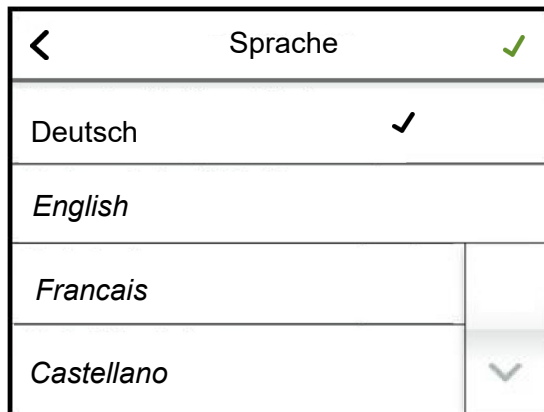 Sprache
Deutsch
English
Francais
Castellano